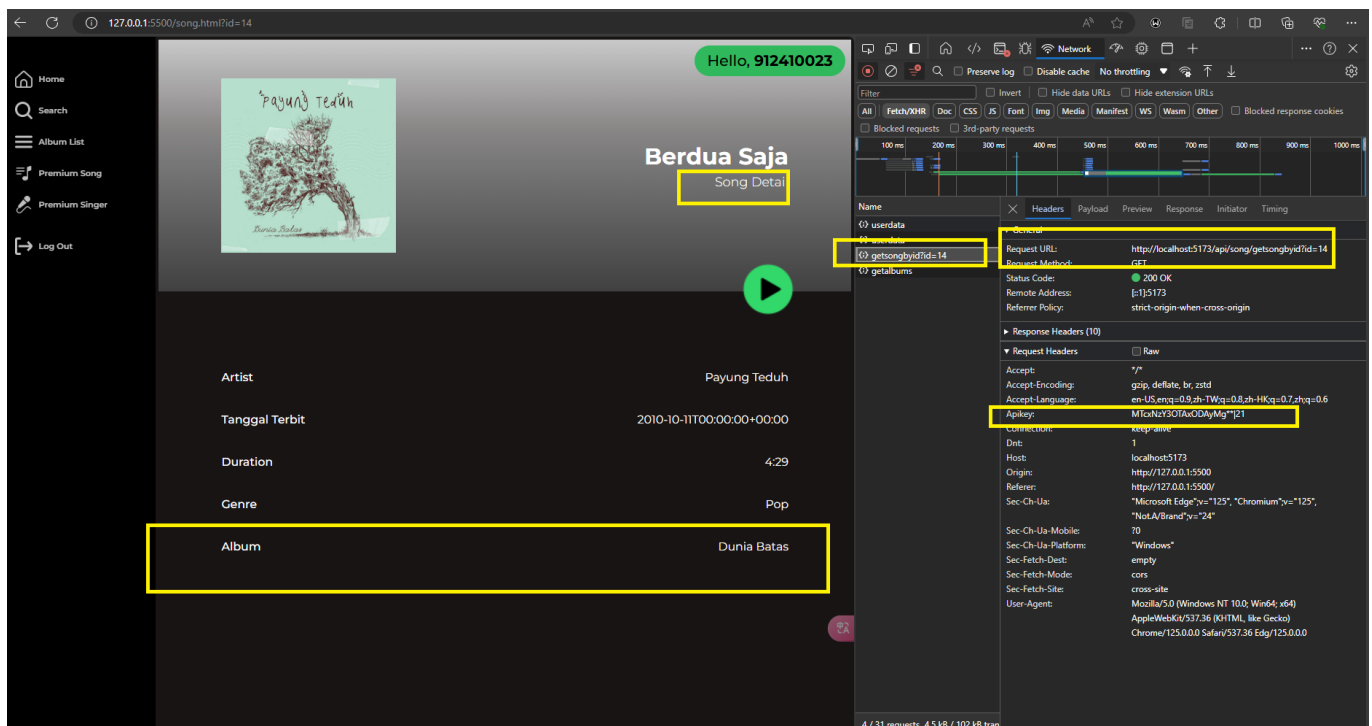 127.0.0.1:5500/song.html?id=14
Home
Search
Album List
Premium Song
Premium Singer
Log Out
Payung Teduh
Dunia Batas
Hello, 912410023
Berdua Saja
Song Detai
Artist Payung Teduh
Tanggal Terbit 2010-10-11T00:00:00+00:00
Duration 4:29
Genre Pop
Album Dunia Batas
Network
Preserve log Disable cache No throttling
Filter Invert Hide data URLs Hide extension URLs
All Fetch/XHR Doc CSS JS Font Img Media Manifest WS Wasm Other Blocked response cookies
Blocked requests 3rd-party requests
100 ms 200 ms 300 ms 400 ms 500 ms 600 ms 700 ms 800 ms 900 ms 1000 ms
Name
userdata
userdata
getsongbyid?id=14
getalbums
Headers Payload Preview Response Initiator Timing
General
Request URL: http://localhost:5173/api/song/getsongbyid?id=14
Request Method: GET
Status Code: 200 OK
Remote Address: [::1]:5173
Referrer Policy: strict-origin-when-cross-origin
Response Headers (10)
Request Headers Raw
Accept: */*
Accept-Encoding: gzip, deflate, br, zstd
Accept-Language: en-US,en;q=0.9,zh-TW;q=0.8,zh-HK;q=0.7,zh;q=0.6
Apikey: MTcxNzY3OTAxODAyMg**|21
Connection: keep-alive
Dnt: 1
Host: localhost:5173
Origin: http://127.0.0.1:5500
Referer: http://127.0.0.1:5500/
Sec-Ch-Ua: "Microsoft Edge";v="125", "Chromium";v="125",
"Not.A/Brand";v="24"
Sec-Ch-Ua-Mobile: ?0
Sec-Ch-Ua-Platform: "Windows"
Sec-Fetch-Dest: empty
Sec-Fetch-Mode: cors
Sec-Fetch-Site: cross-site
User-Agent: Mozilla/5.0 (Windows NT 10.0; Win64; x64)
AppleWebKit/537.36 (KHTML, like Gecko)
Chrome/125.0.0.0 Safari/537.36 Edg/125.0.0.0
4 / 31 requests 4.5 kB / 102 kB tran